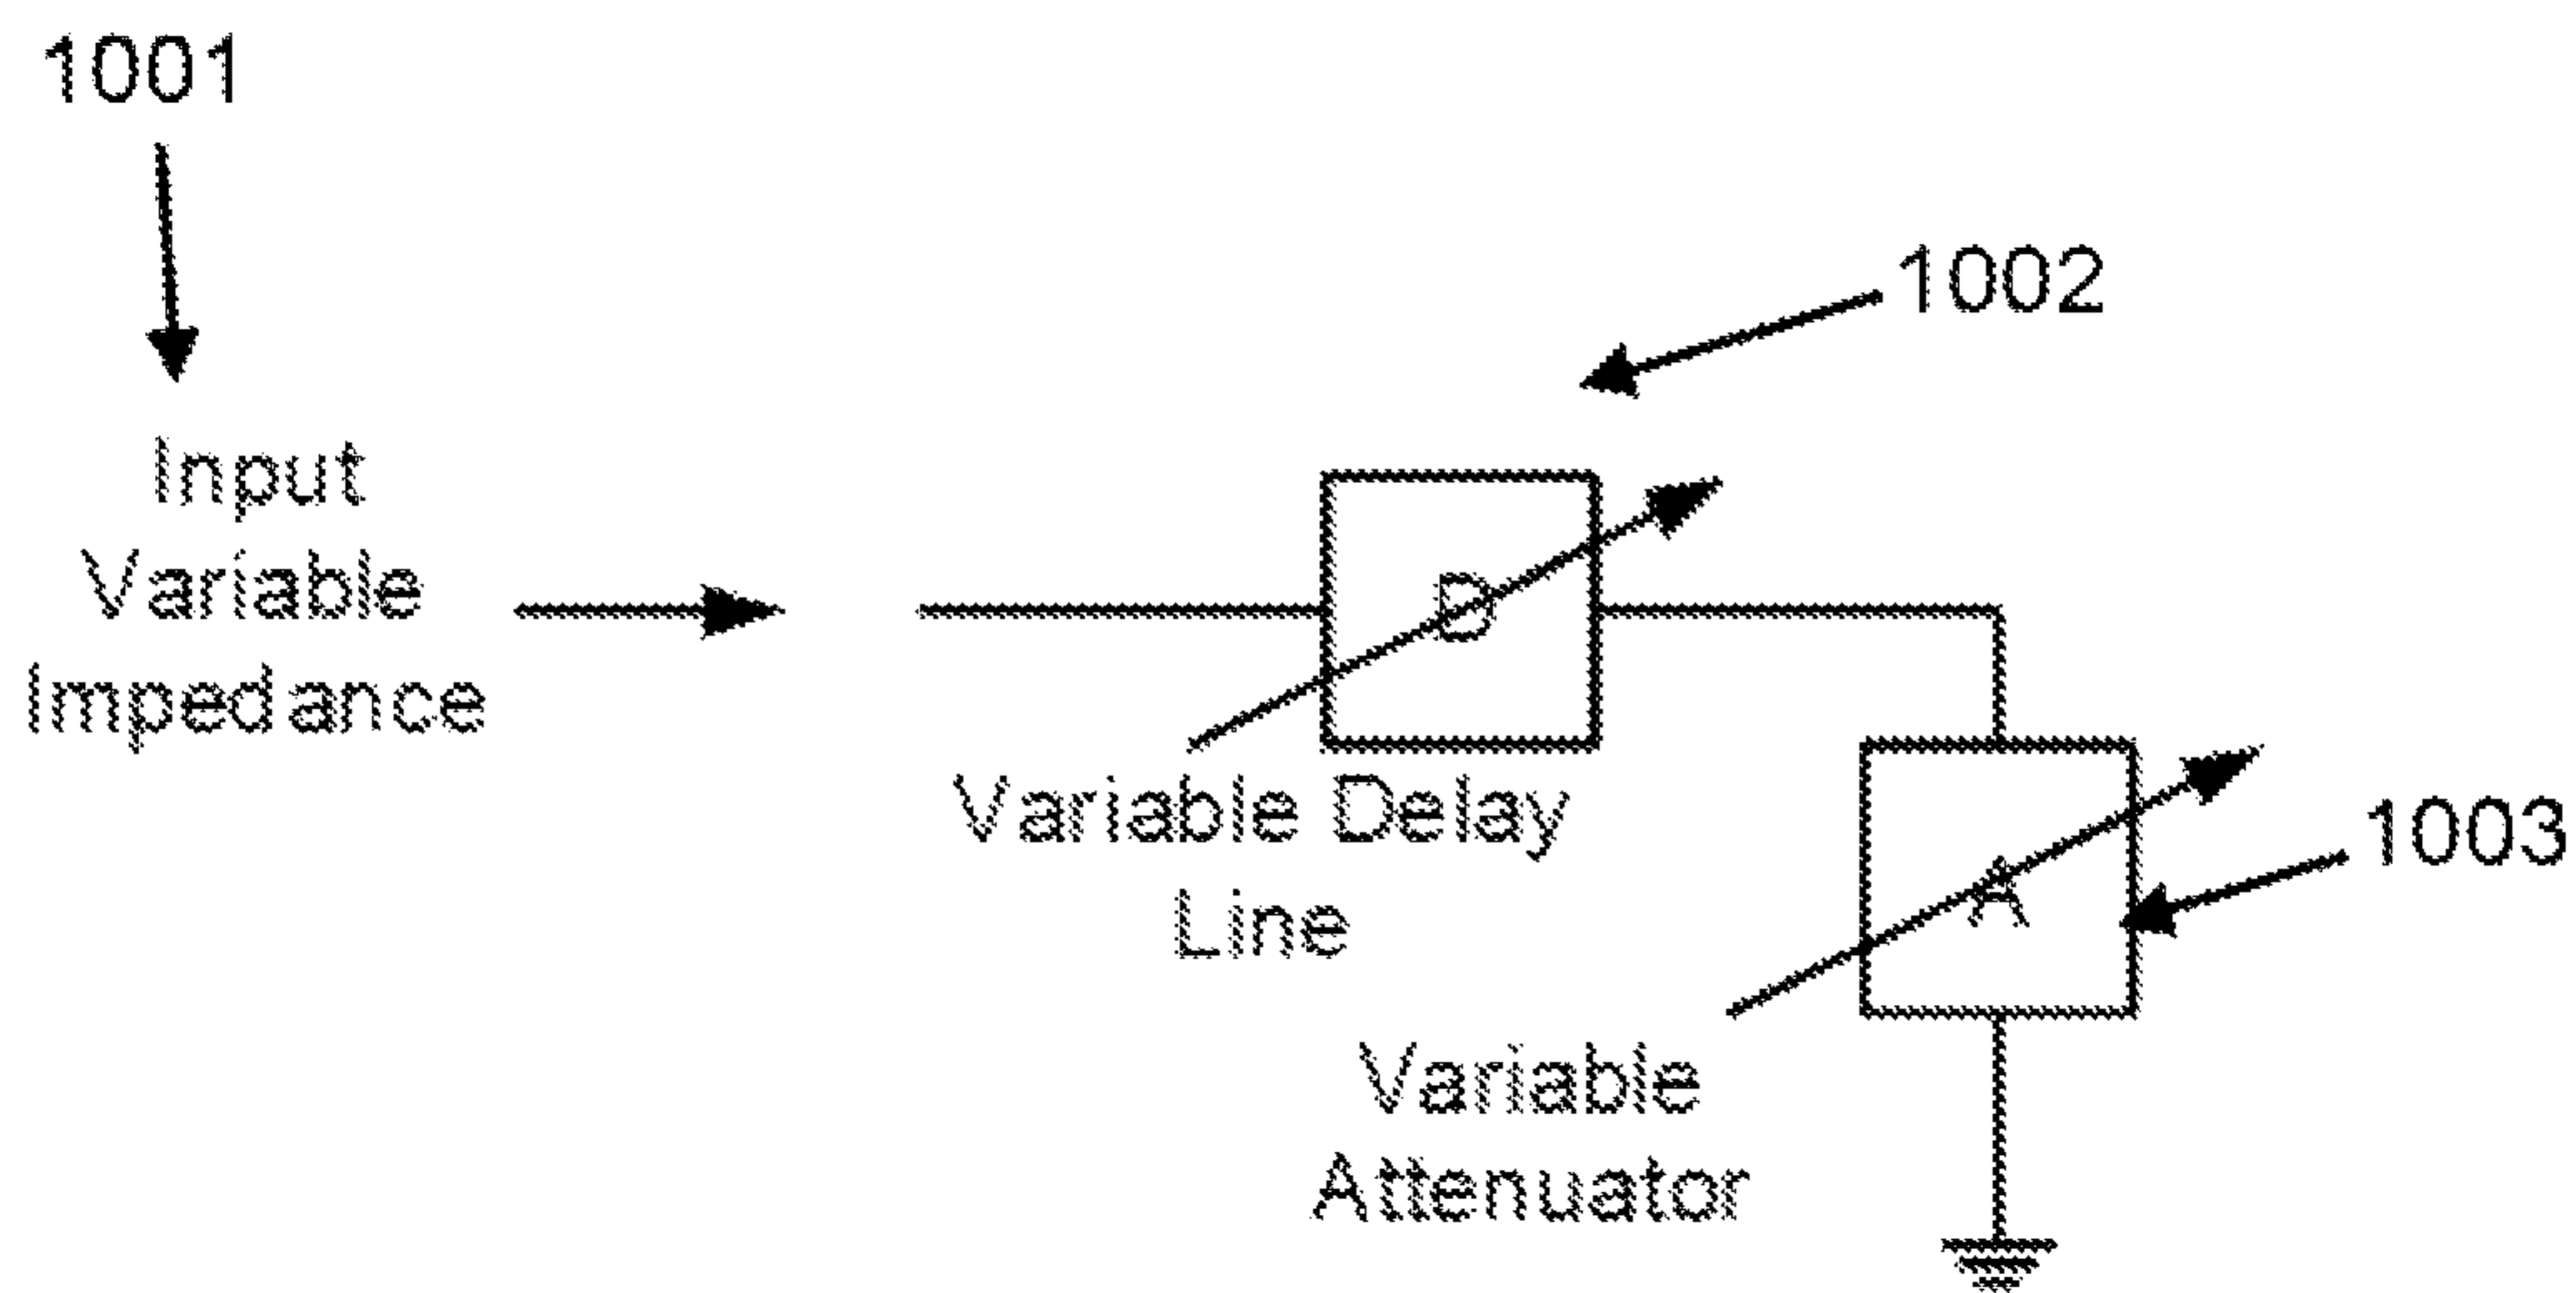 1001
1002
Input
Variable
Impedance
D
Variable Delay
Line
1003
A
Variable
Attenuator